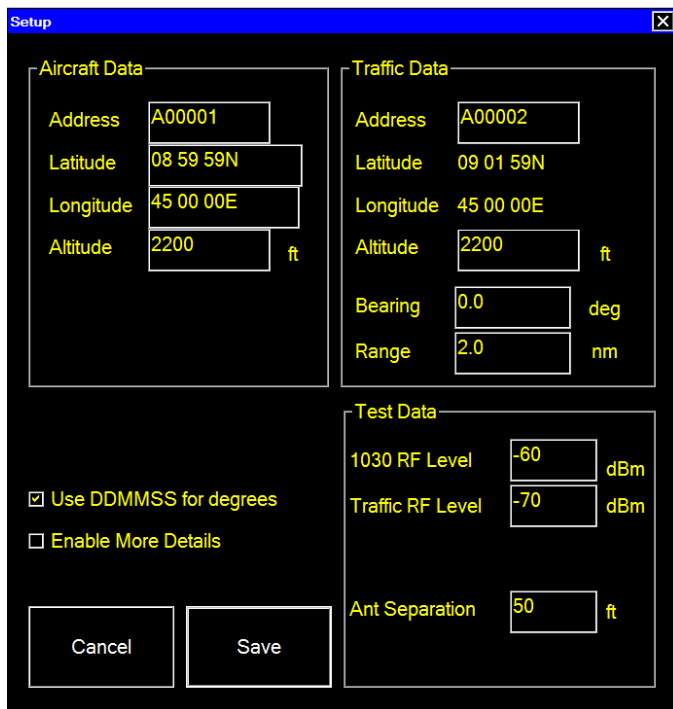 Setup
Aircraft Data
Address A00001
Latitude 08 59 59N
Longitude 45 00 00E
Altitude 2200 ft
Traffic Data
Address A00002
Latitude 09 01 59N
Longitude 45 00 00E
Altitude 2200 ft
Bearing 0.0 deg
Range 2.0 nm
Test Data
1030 RF Level -60 dBm
Traffic RF Level -70 dBm
Ant Separation 50 ft
Use DDMMSS for degrees
Enable More Details
Cancel
Save